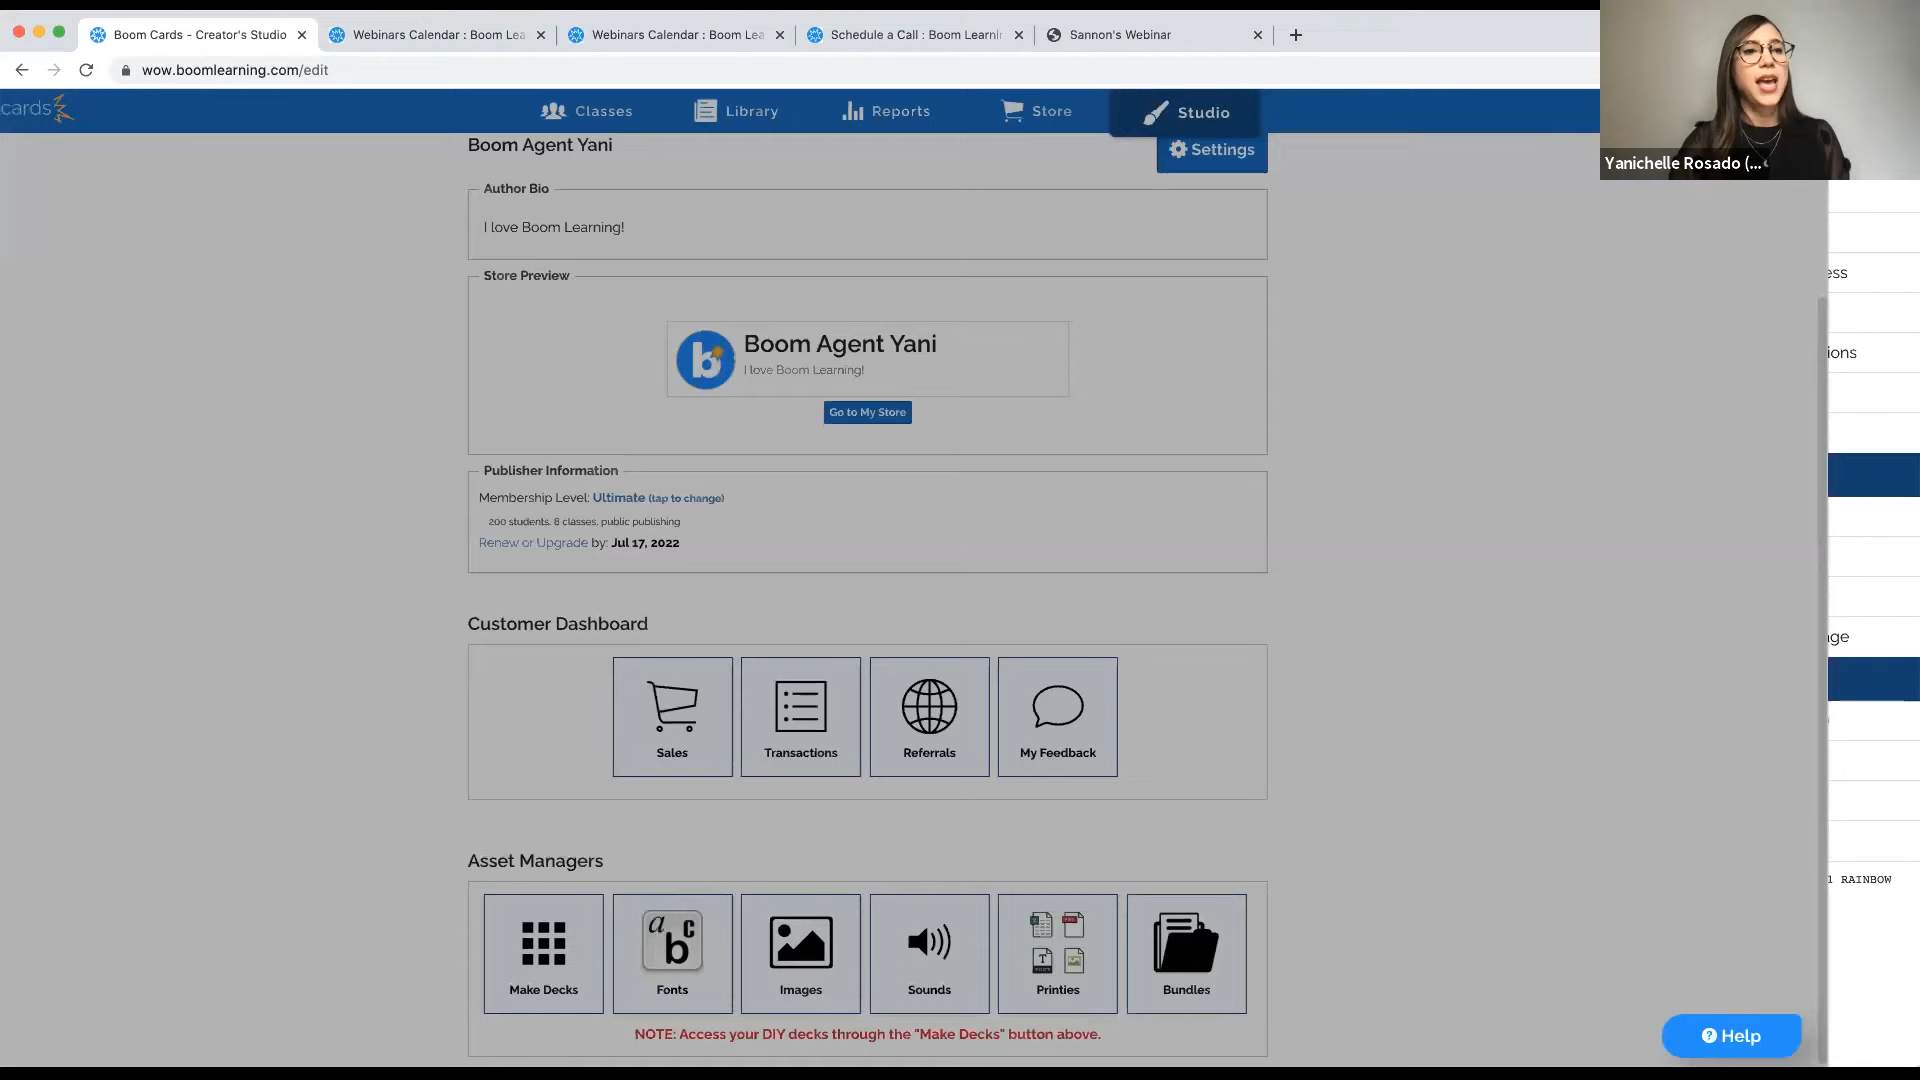 Boom Cards - Creator's Studio
Webinars Calendar : Boom Lea
Webinars Calendar : Boom Lea
Schedule a Call : Boom Learnin
Sannon's Webinar
wow.boomlearning.com/edit
cards
Classes
Library
Reports
Store
Studio
Yanichelle Rosado (...
Boom Agent Yani
Settings
Author Bio
I love Boom Learning!
Store Preview
Boom Agent Yani
I love Boom Learning!
Go to My Store
Publisher Information
Membership Level: Ultimate (tap to change)
200 students, 8 classes, public publishing
Renew or Upgrade by: Jul 17, 2022
Customer Dashboard
Sales
Transactions
Referrals
My Feedback
Asset Managers
Make Decks
Fonts
Images
Sounds
Printies
Bundles
NOTE: Access your DIY decks through the "Make Decks" button above.
Help
ess
ions
age
1 RAINBOW